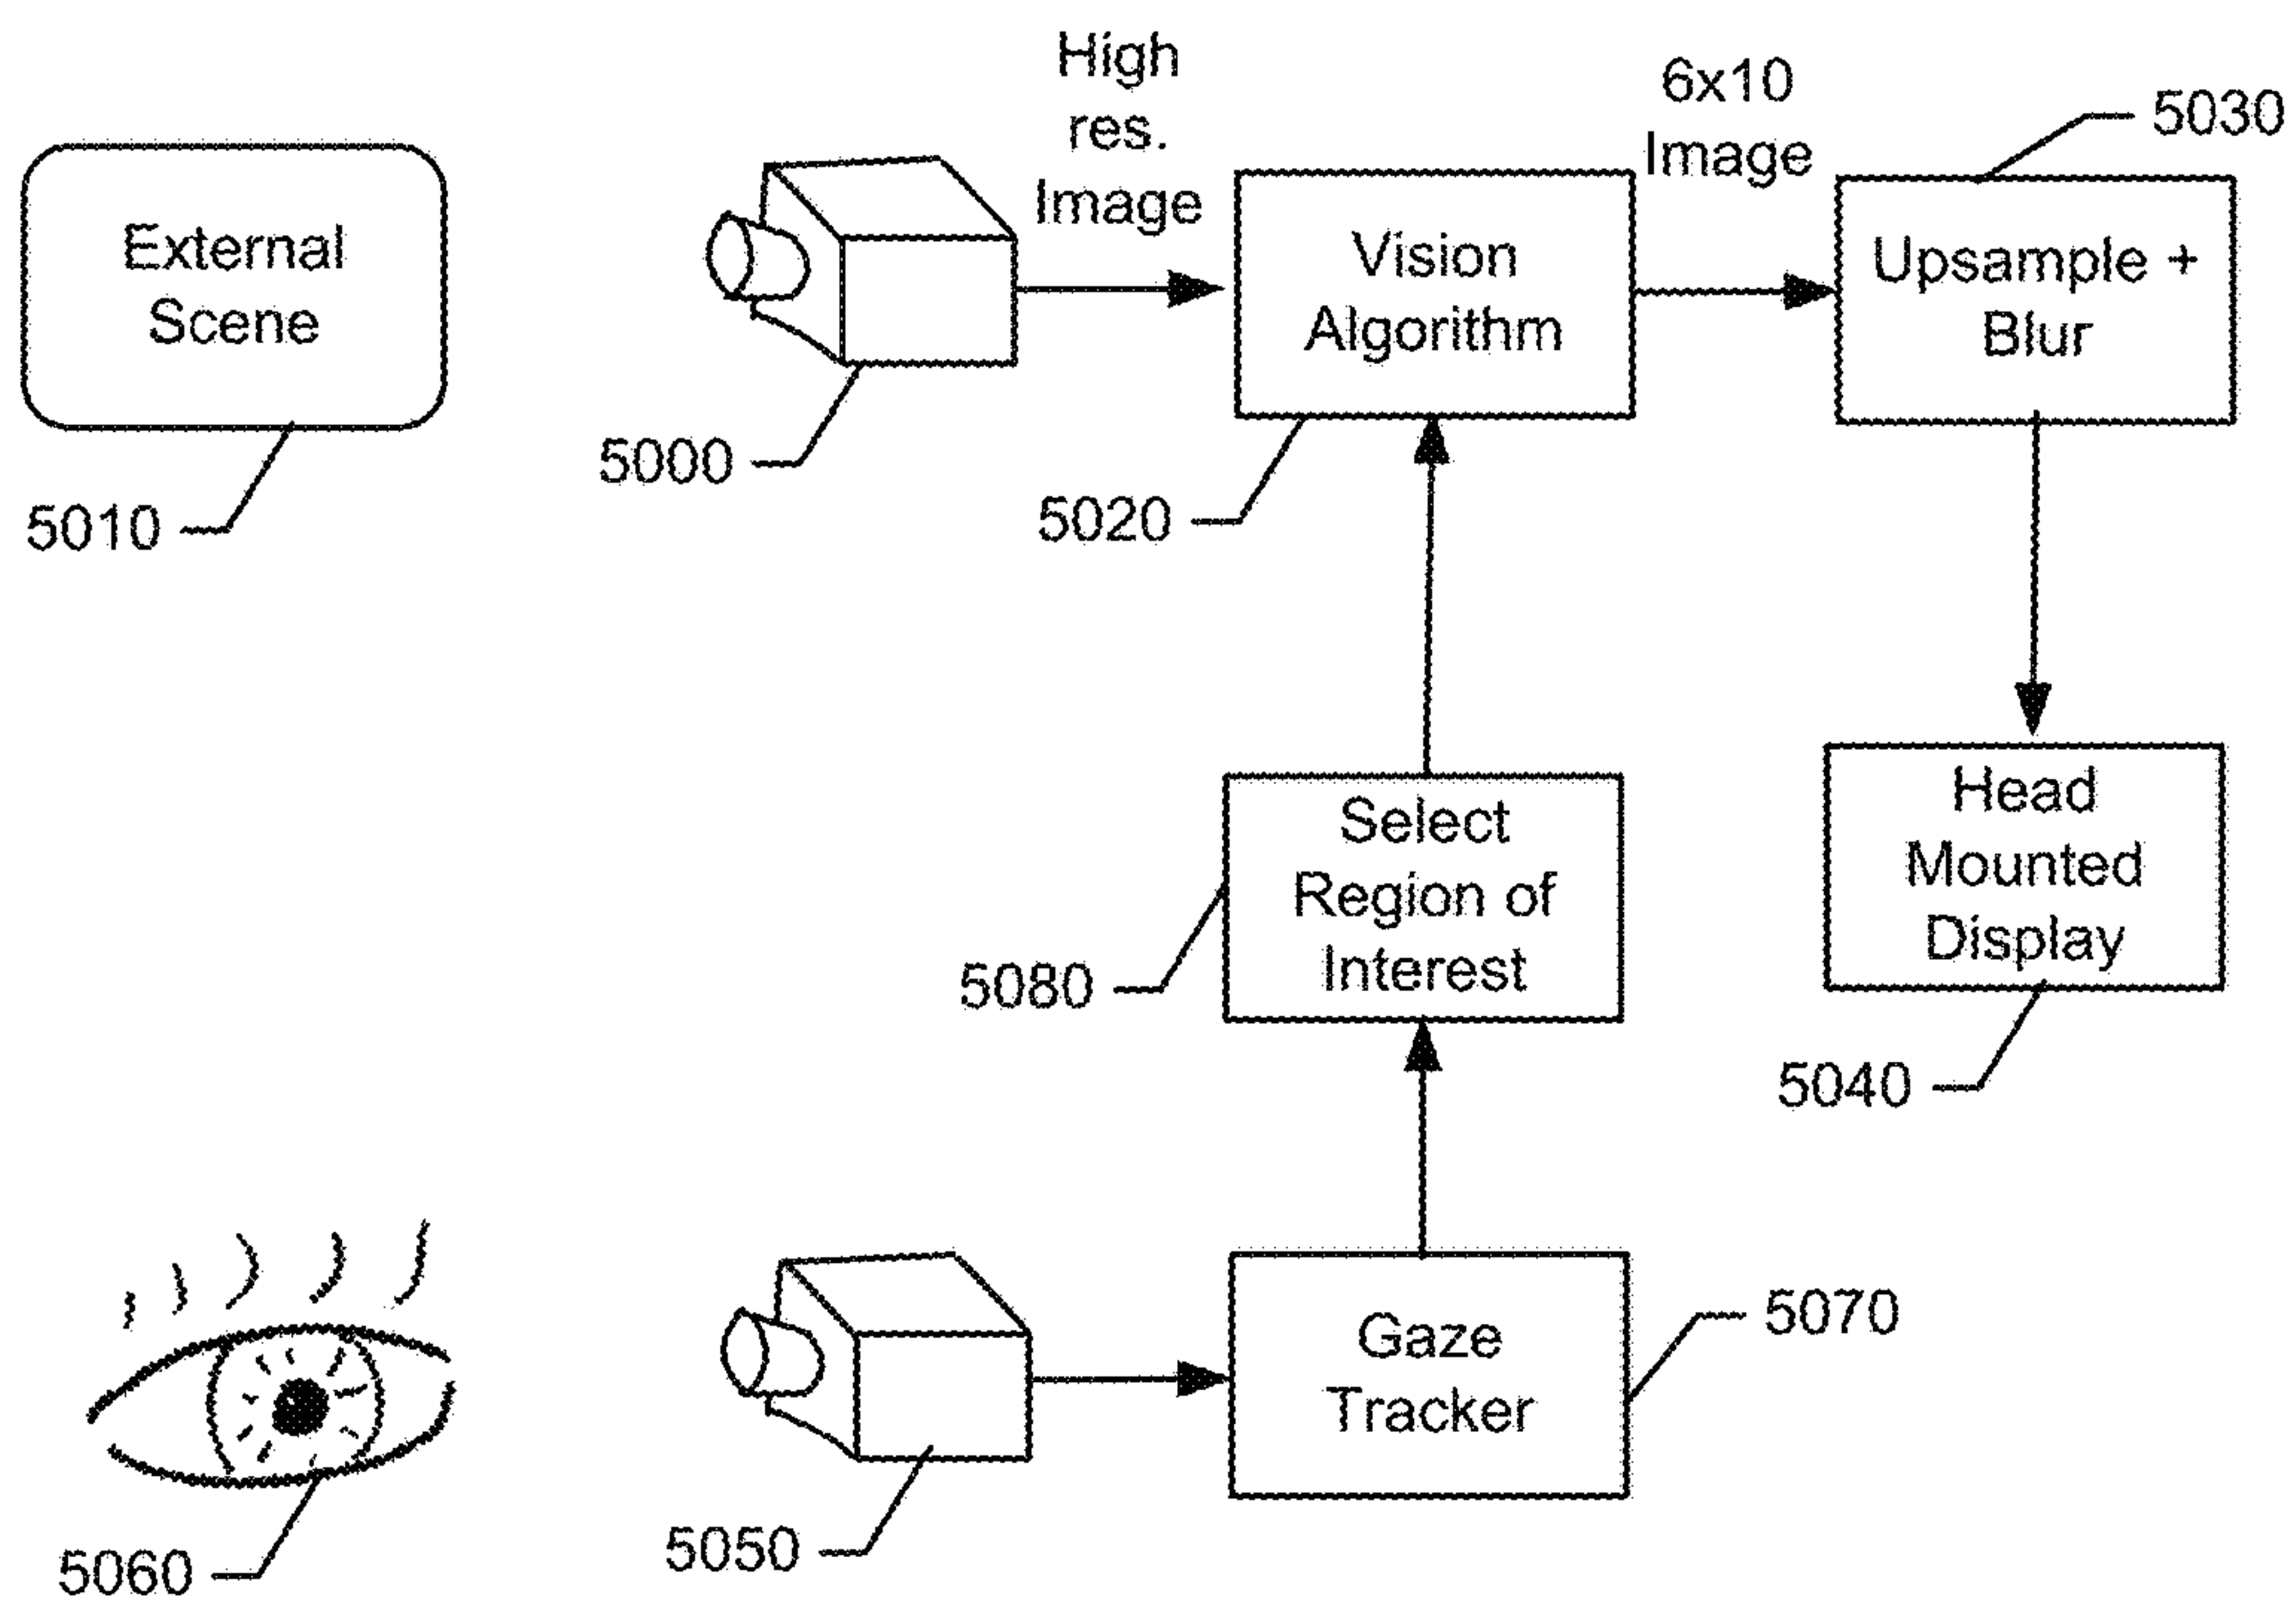 High
res.
Image
6x10
Image
5030
External
Scene
Vision
Algorithm
Upsample +
Blur
5000
5010
5020
Select
Region of
Interest
Head
Mounted
Display
5080
5040
Gaze
Tracker
5070
5050
5060